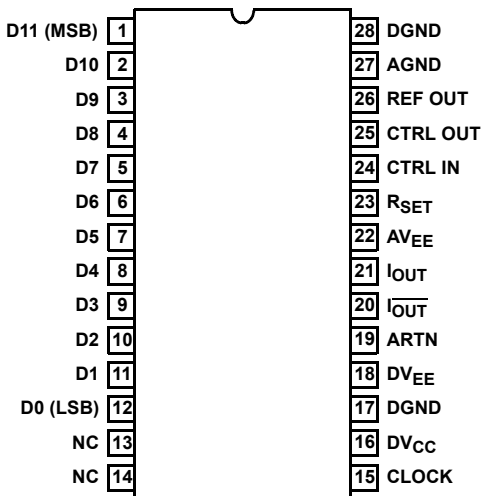 D11 (MSB) 1 28 DGND
D10 2 27 AGND
D9 3 26 REF OUT
D8 4 25 CTRL OUT
D7 5 24 CTRL IN
D6 6 23 RSET
D5 7 22 AVEE
D4 8 21 IOUT
D3 9 20 IOUT
D2 10 19 ARTN
D1 11 18 DVEE
D0 (LSB) 12 17 DGND
NC 13 16 DVCC
NC 14 15 CLOCK